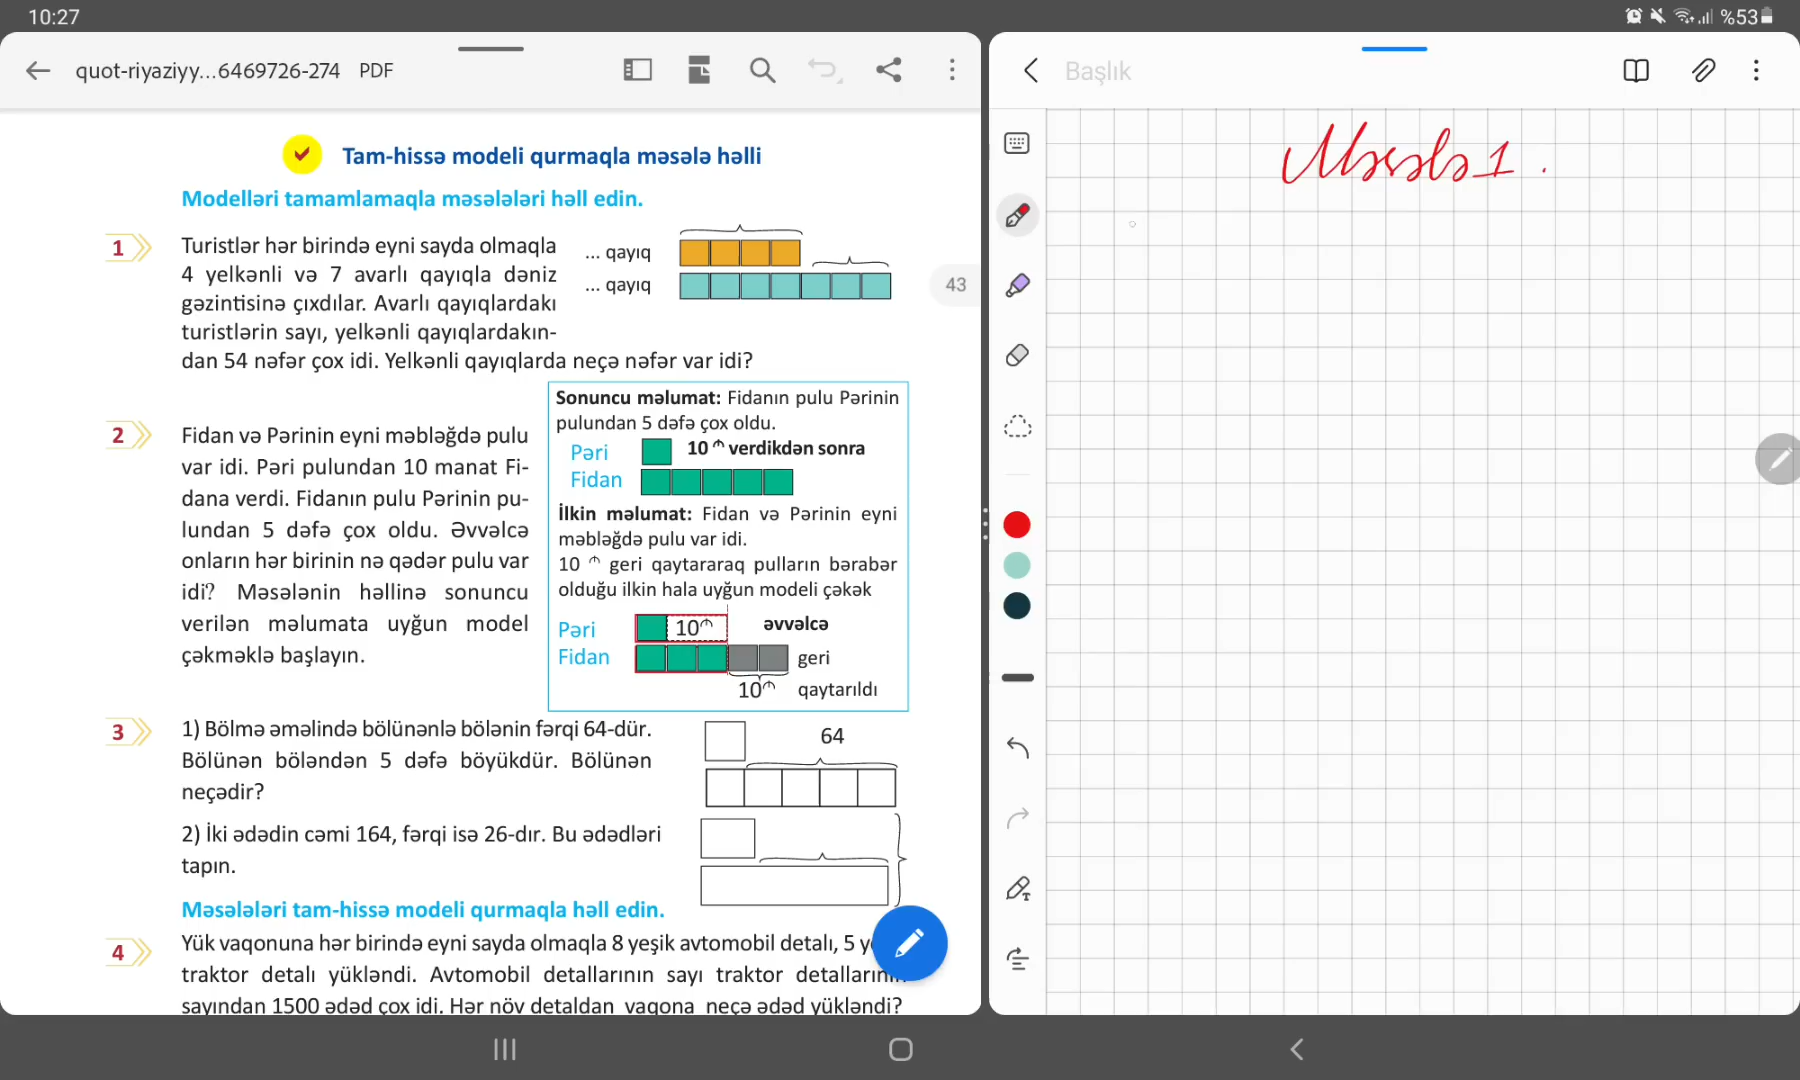 10:27
%53
quot-riyaziyy...6469726-274 PDF
Başlık
Məsələ 1.
Tam-hissə modeli qurmaqla məsələ həlli
Modelləri tamamlamaqla məsələləri həll edin.
1
Turistlər hər birində eyni sayda olmaqla
4 yelkənli və 7 avarlı qayıqla dəniz
gəzintisinə çıxdılar. Avarlı qayıqlardakı
turistlərin sayı, yelkənli qayıqlardakın-
dan 54 nəfər çox idi. Yelkənli qayıqlarda neçə nəfər var idi?
... qayıq
... qayıq
43
2
Fidan və Pərinin eyni məbləğdə pulu
var idi. Pəri pulundan 10 manat Fi-
dana verdi. Fidanın pulu Pərinin pu-
lundan 5 dəfə çox oldu. Əvvəlcə
onların hər birinin nə qədər pulu var
idi? Məsələnin həllinə sonuncu
verilən məlumata uyğun model
çəkməklə başlayın.
Sonuncu məlumat: Fidanın pulu Pərinin
pulundan 5 dəfə çox oldu.
Pəri 10 ₼ verdikdən sonra
Fidan
İlkin məlumat: Fidan və Pərinin eyni
məbləğdə pulu var idi.
10 ₼ geri qaytararaq pulların bərabər
olduğu ilkin hala uyğun modeli çəkək
Pəri 10₼ əvvəlcə
Fidan geri
10₼ qaytarıldı
3
1) Bölmə əməlində bölünənlə bölənin fərqi 64-dür.
Bölünən böləndən 5 dəfə böyükdür. Bölünən
neçədir?
64
2) İki ədədin cəmi 164, fərqi isə 26-dır. Bu ədədləri
tapın.
Məsələləri tam-hissə modeli qurmaqla həll edin.
4
Yük vaqonuna hər birində eyni sayda olmaqla 8 yeşik avtomobil detalı, 5 y
traktor detalı yükləndi. Avtomobil detallarının sayı traktor detallarının
sayından 1500 ədəd çox idi. Hər növ detaldan vaqona neçə ədəd yükləndi?